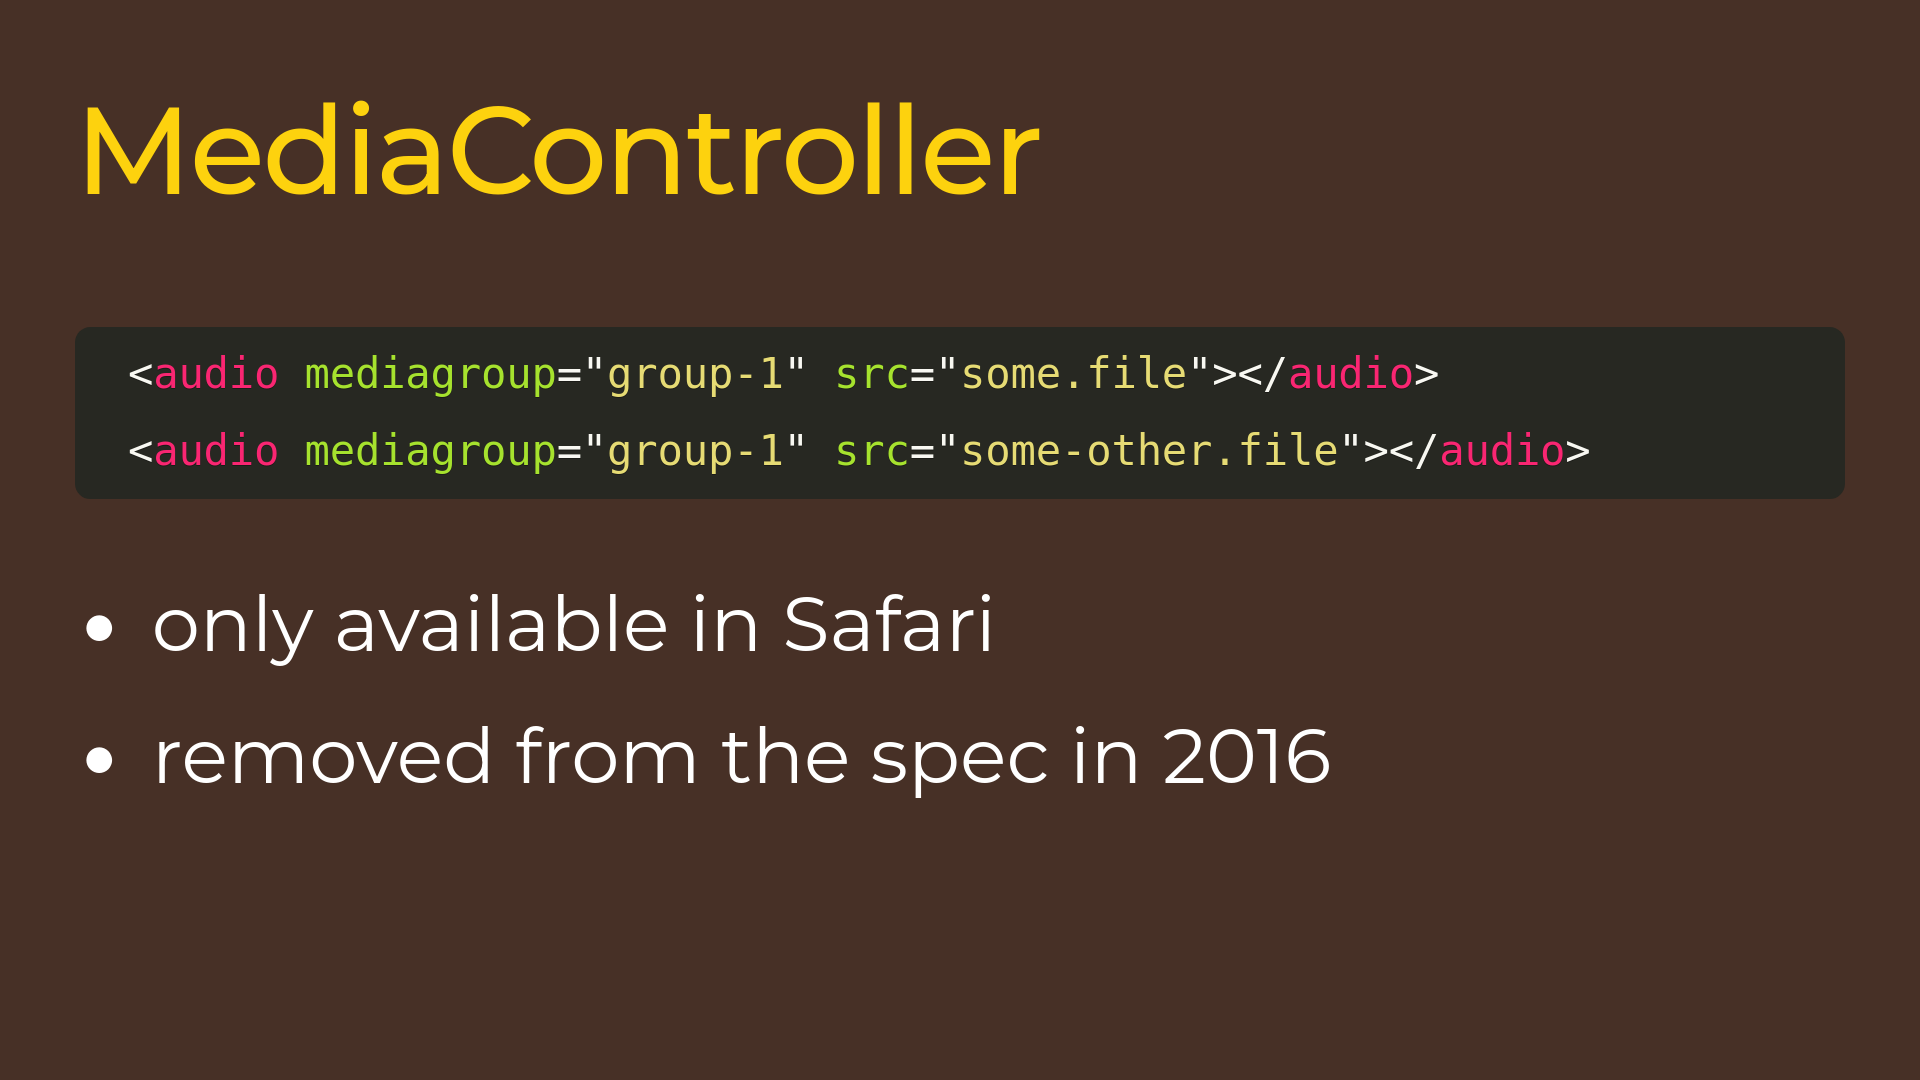 MediaController
<audio mediagroup="group-1" src="some.file"></audio>
<audio mediagroup="group-1" src="some-other.file"></audio>
• only available in Safari
• removed from the spec in 2016